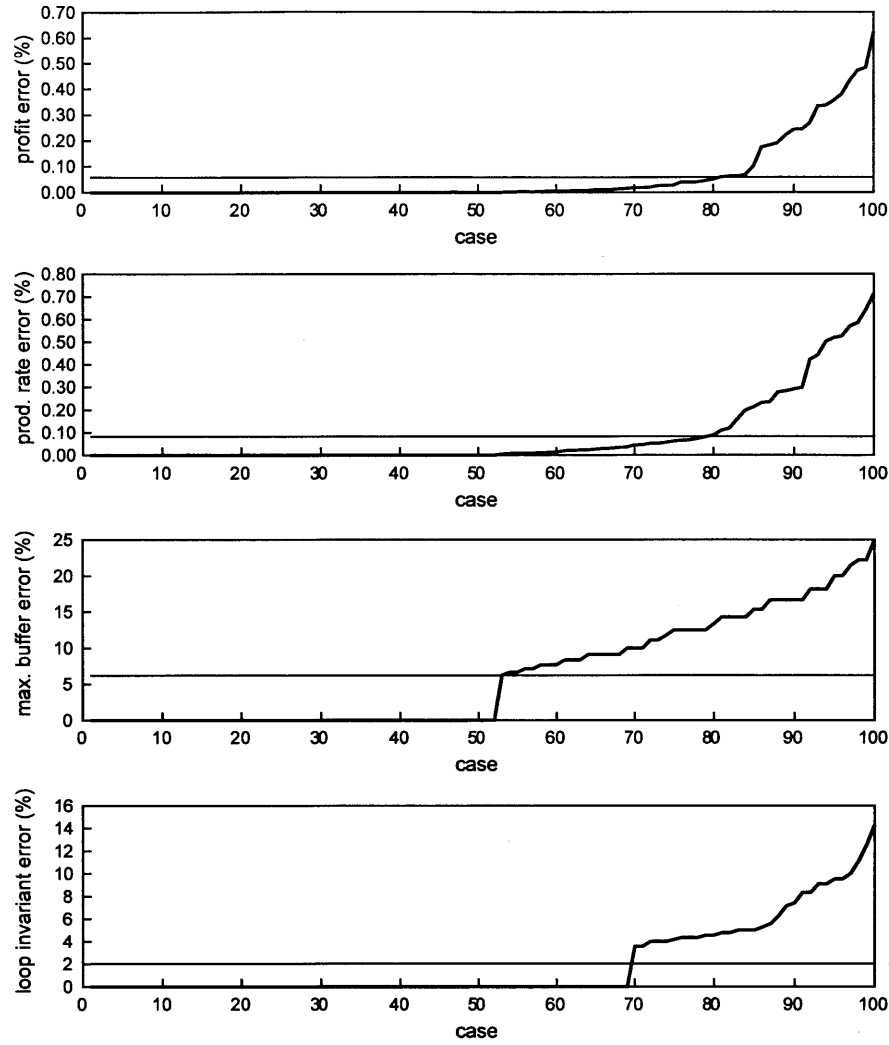 0.70
0.60
0.50
0.40
0.30
0.20
0.10
0.00
profit error (%)
0 10 20 30 40 50 60 70 80 90 100
case
0.80
0.70
0.60
0.50
0.40
0.30
0.20
0.10
0.00
prod. rate error (%)
0 10 20 30 40 50 60 70 80 90 100
case
25
20
15
10
5
0
max. buffer error (%)
0 10 20 30 40 50 60 70 80 90 100
case
16
14
12
10
8
6
4
2
0
loop invariant error (%)
0 10 20 30 40 50 60 70 80 90 100
case